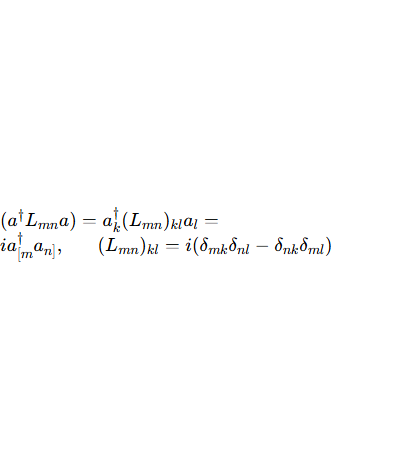 (a†L_{mn}a) = a†_k(L_{mn})_{kl}a_l =
ia†_{[m}a_{n]},  (L_{mn})_{kl} = i(δ_{mk}δ_{nl} − δ_{nk}δ_{ml})